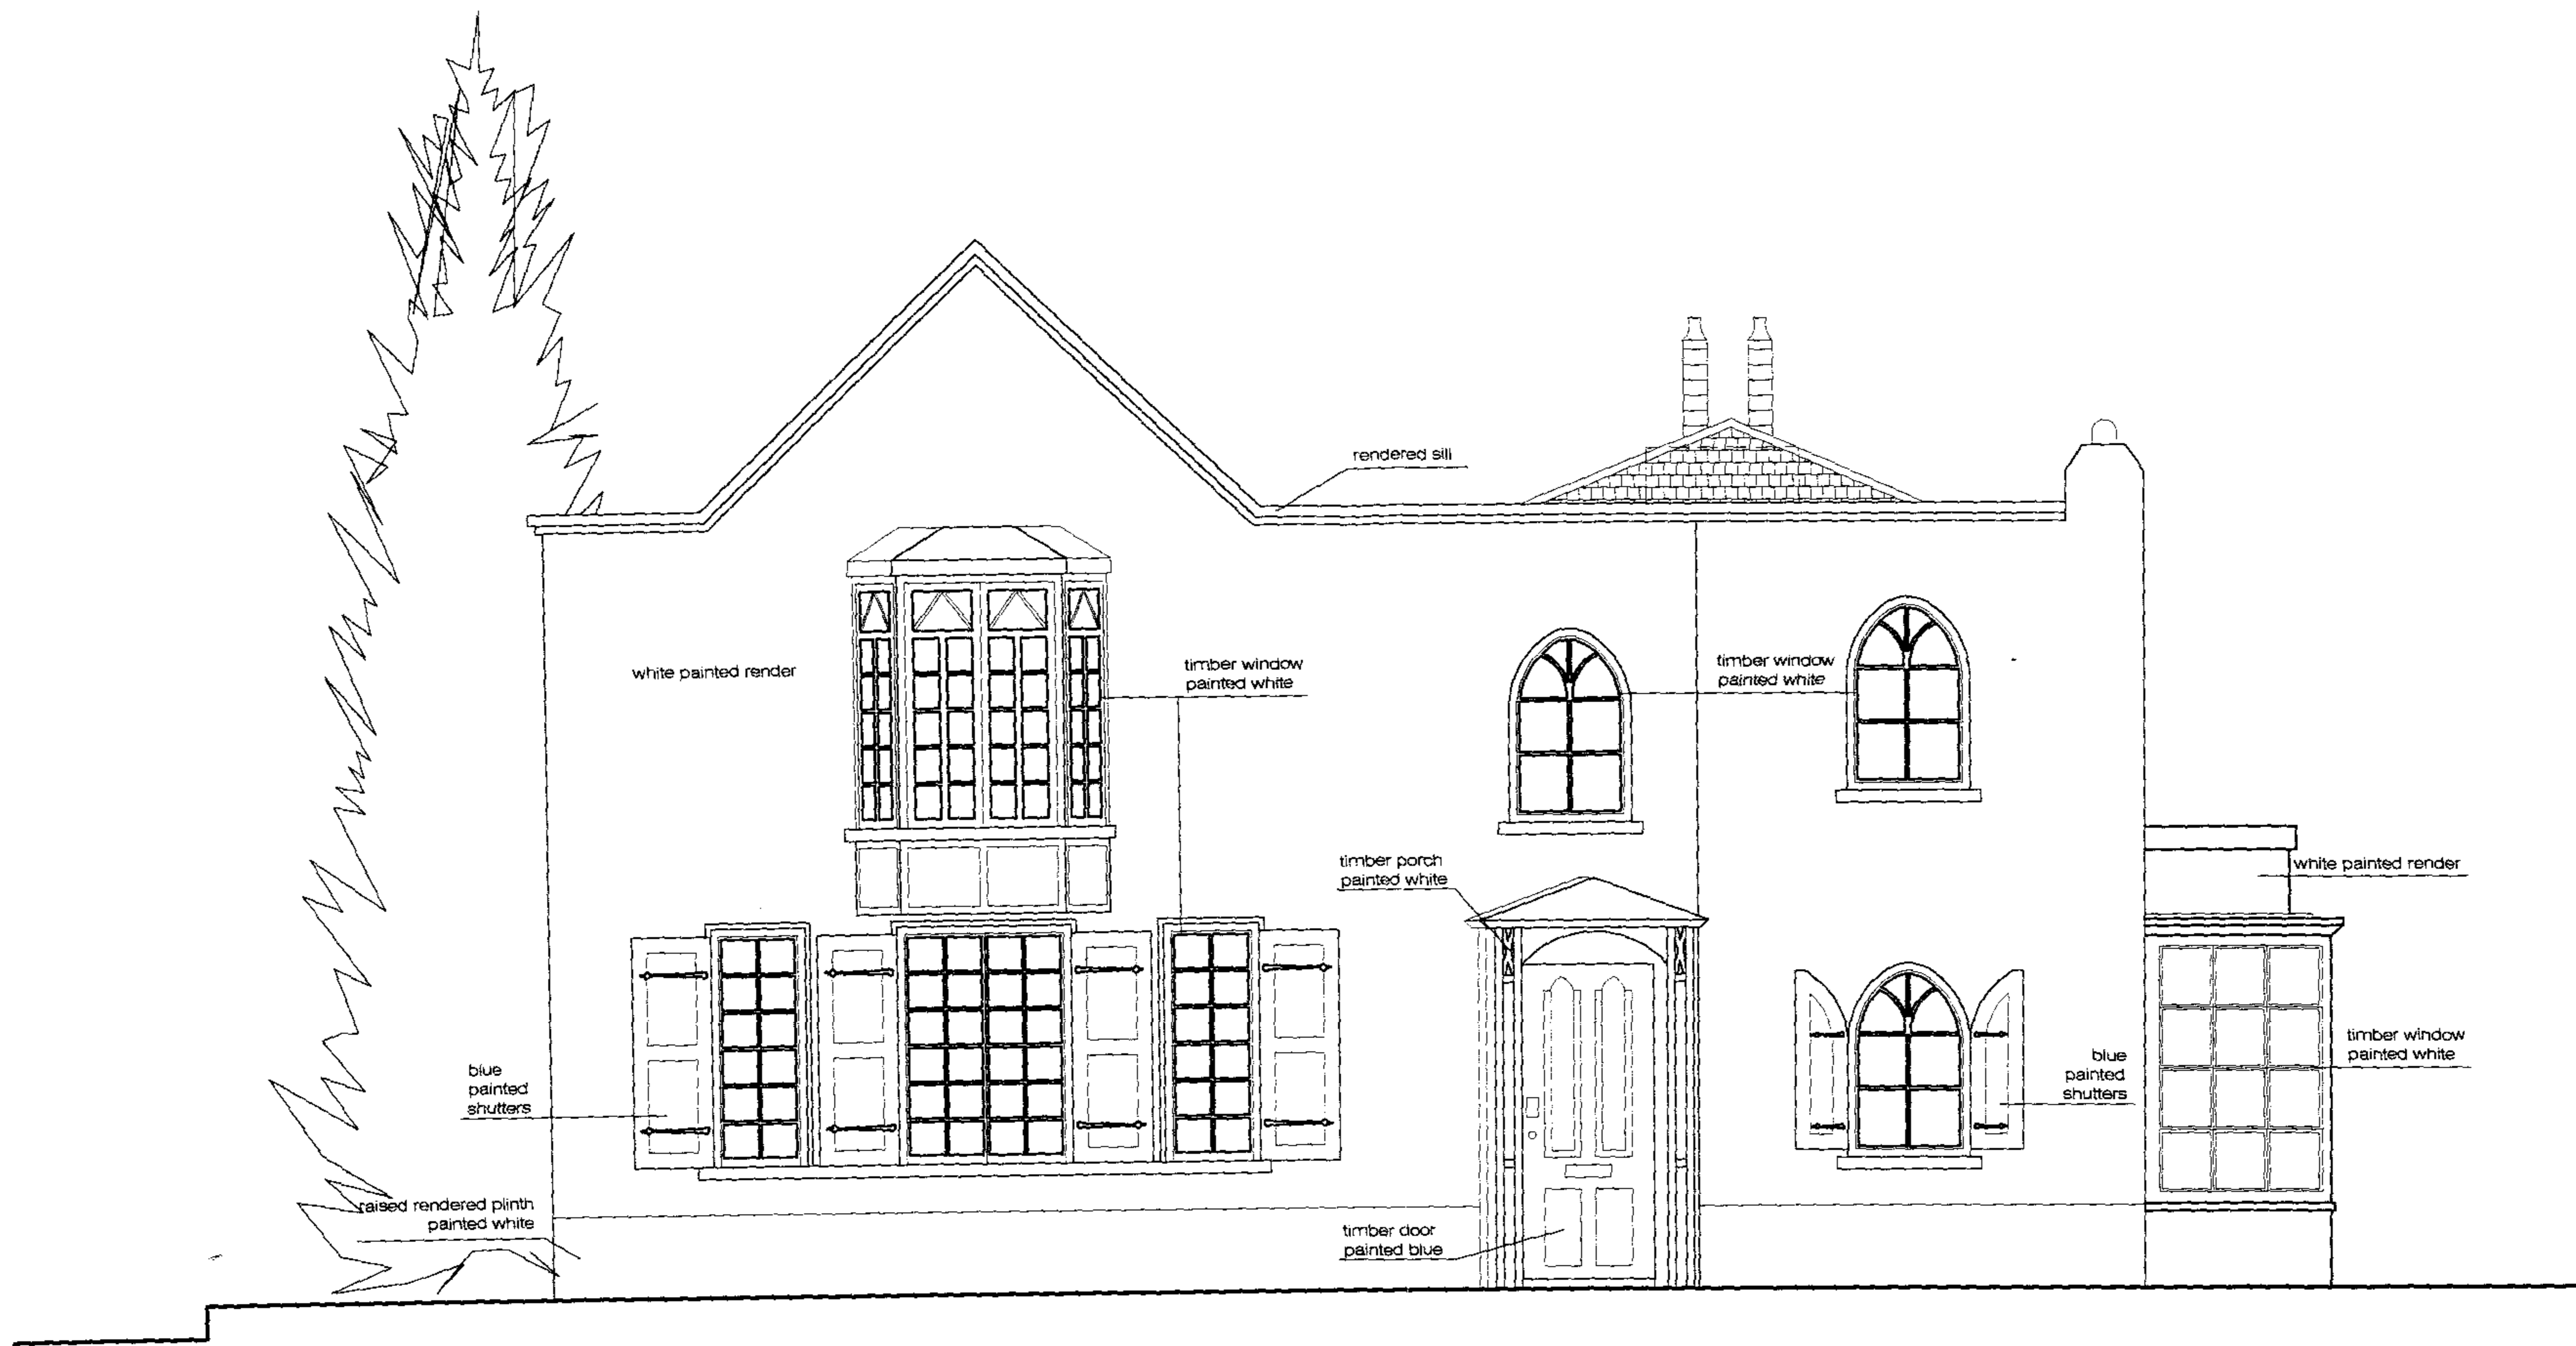 rendered sill
white painted render
timber window
painted white
timber window
painted white
timber porch
painted white
white painted render
timber window
painted white
blue
painted
shutters
blue
painted
shutters
raised rendered plinth
painted white
timber door
painted blue